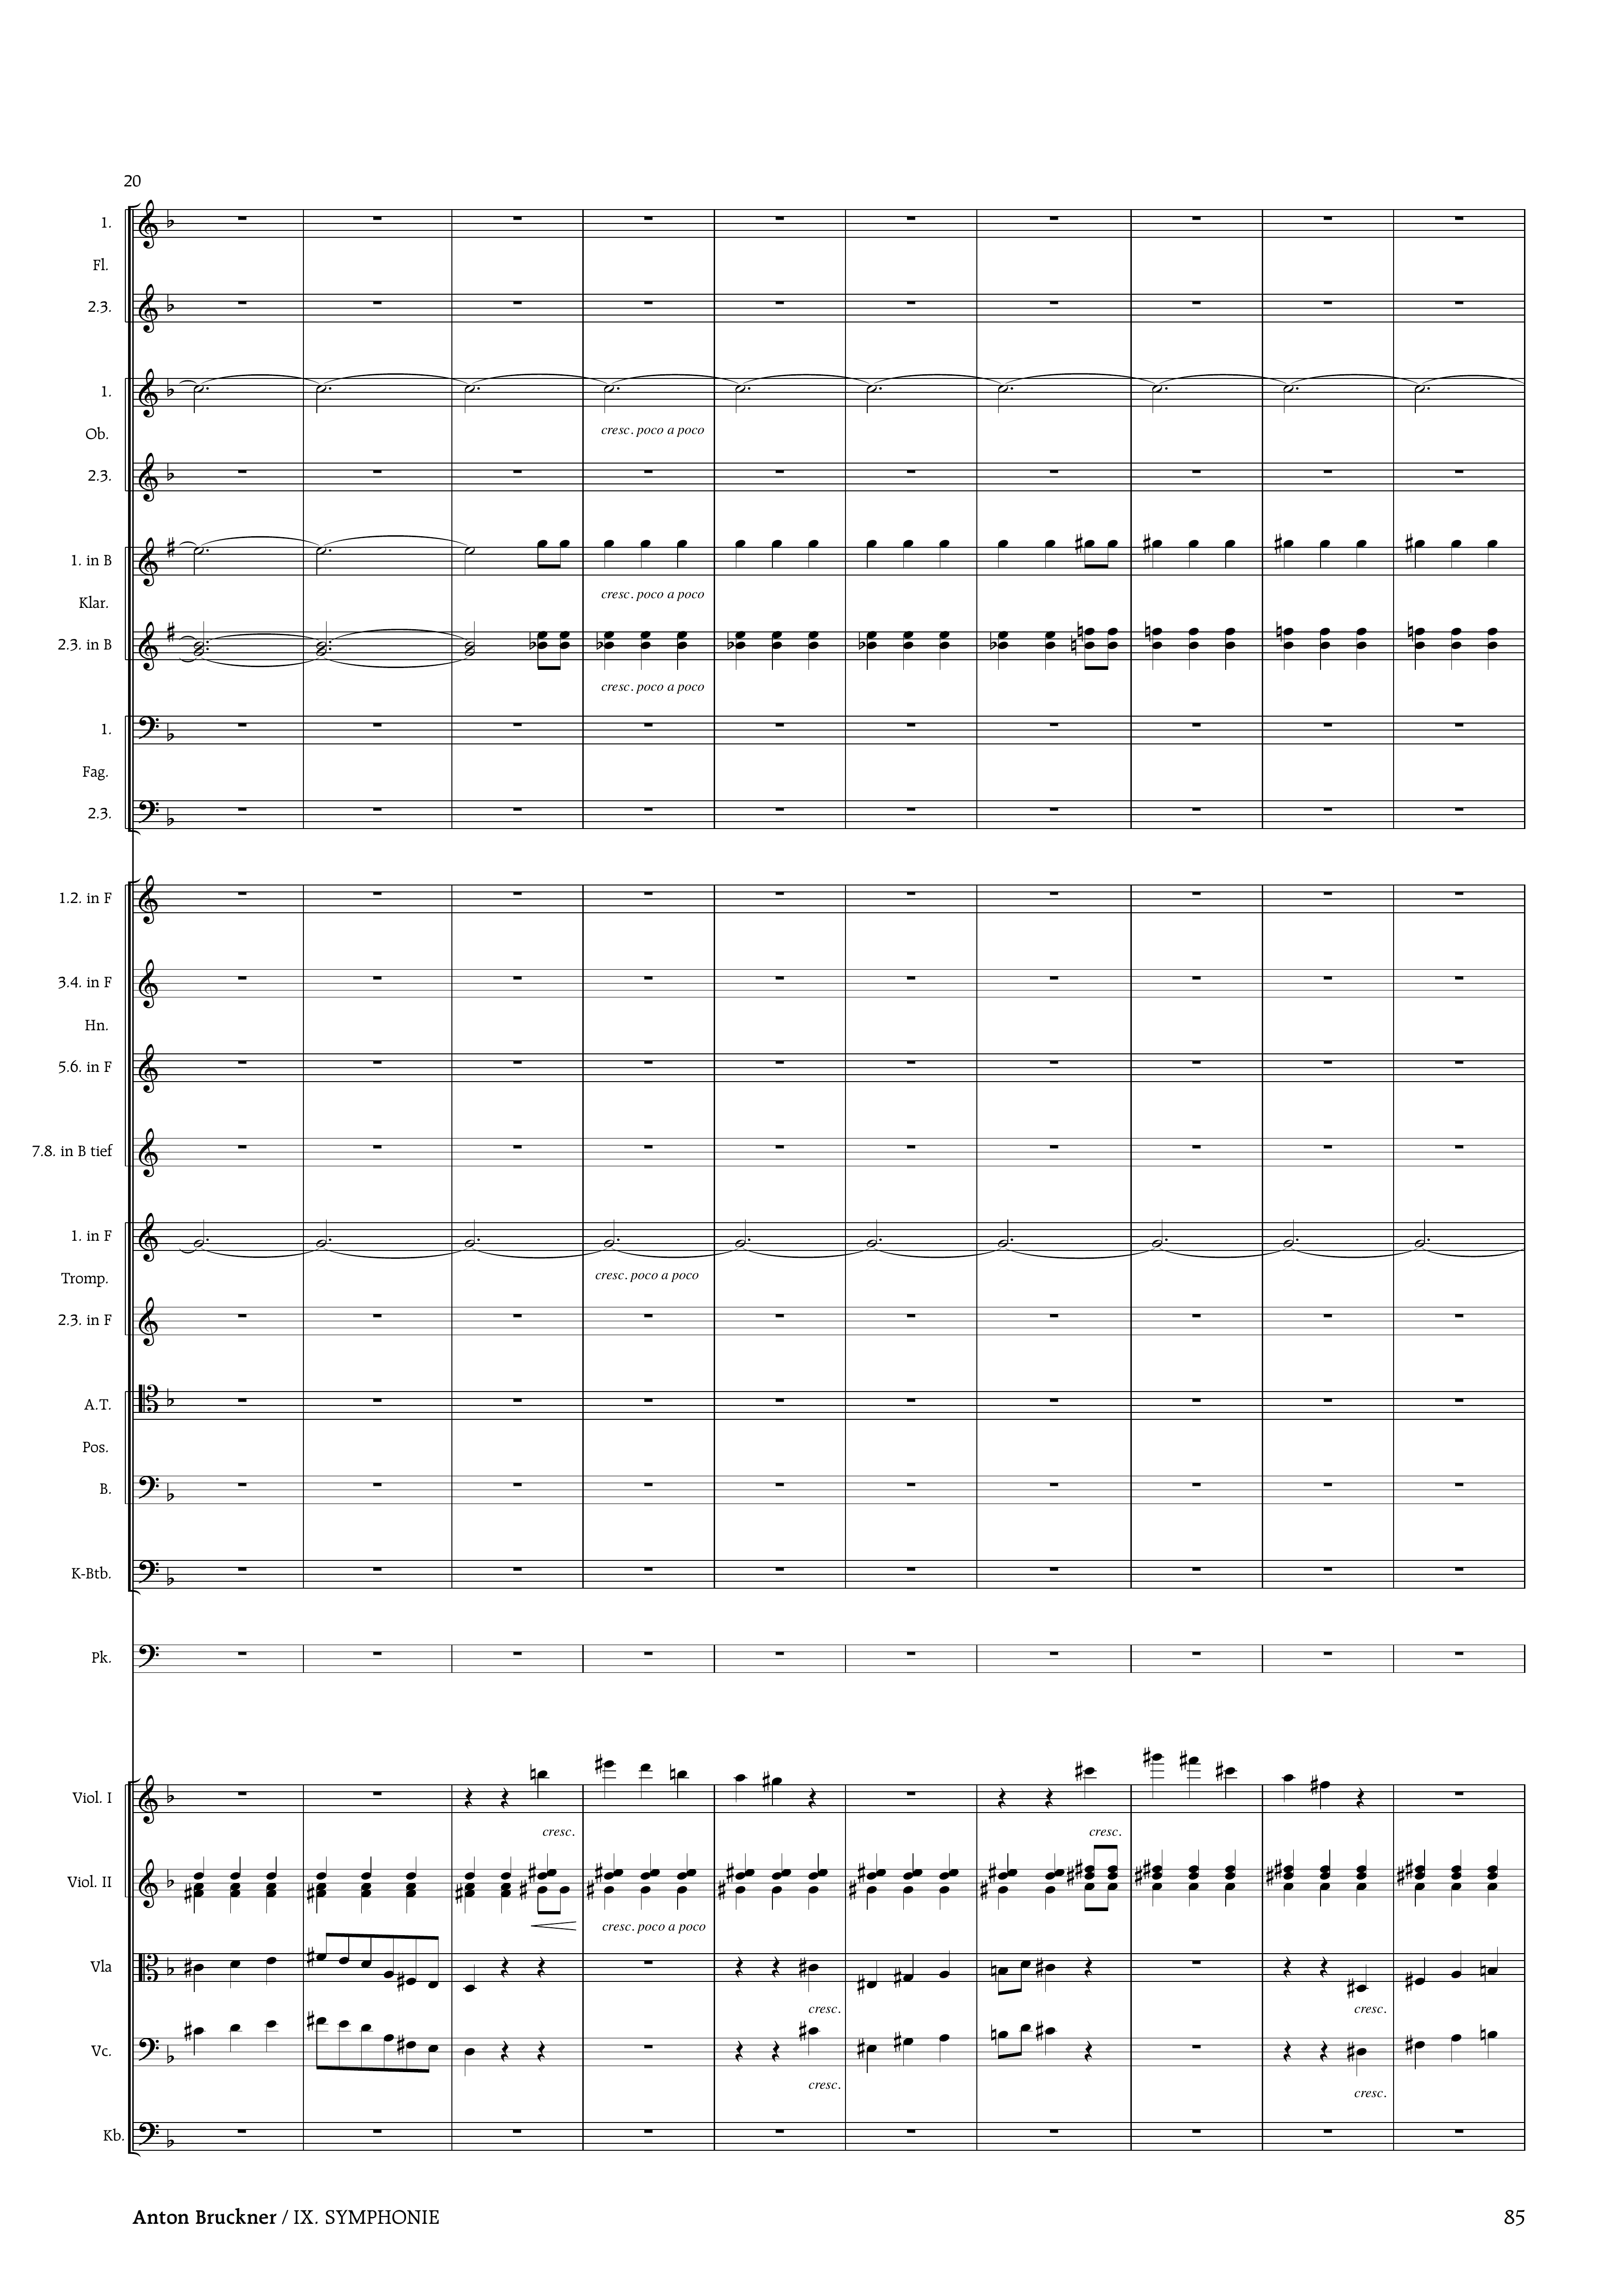 20
1.
Fl.
2.3.
1.
cresc. poco a poco
Ob.
2.3.
1. in B
cresc. poco a poco
Klar.
2.3. in B
cresc. poco a poco
1.
Fag.
2.3.
1.2. in F
3.4. in F
Hn.
5.6. in F
7.8. in B tief
1. in F
cresc. poco a poco
Tromp.
2.3. in F
A.T.
Pos.
B.
K-Btb.
Pk.
Viol. I
cresc. cresc.
Viol. II
cresc. poco a poco
Vla
cresc. cresc.
Vc.
cresc. cresc.
Kb.
Anton Bruckner / IX. SYMPHONIE 85